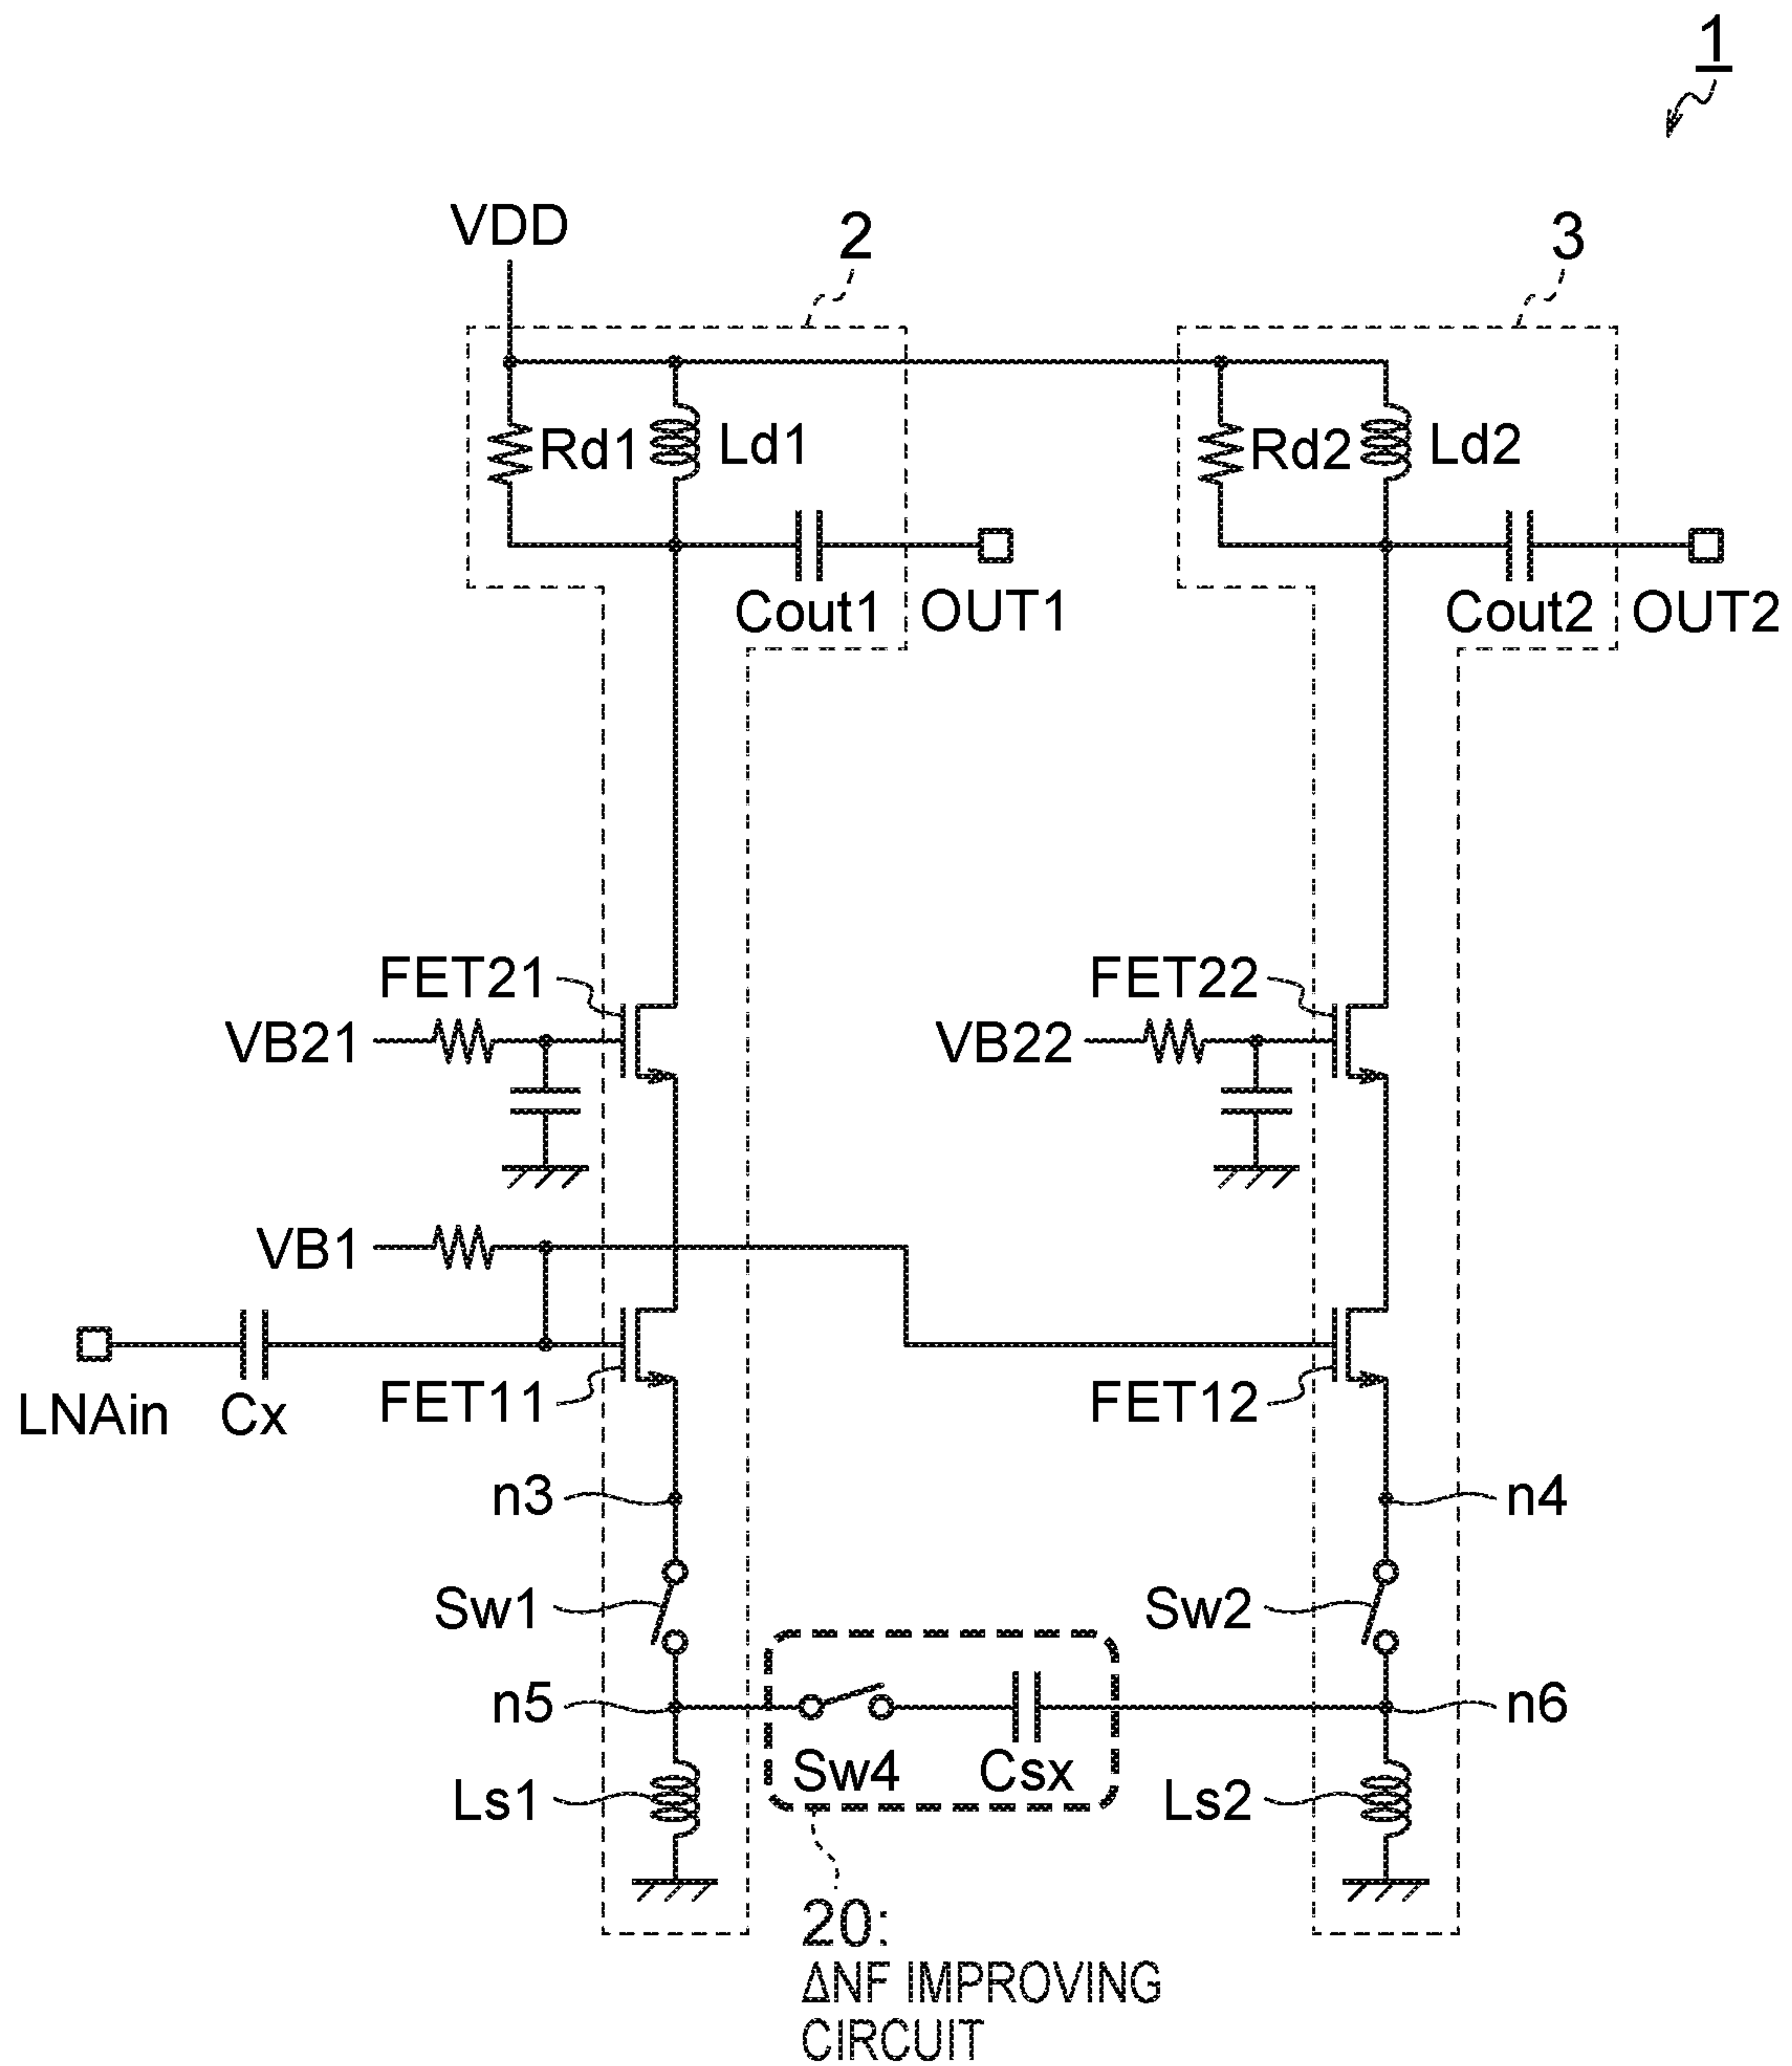 1
VDD
2
3
Rd1
Ld1
Rd2
Ld2
Cout1
OUT1
Cout2
OUT2
FET21
FET22
VB21
VB22
VB1
LNAin
Cx
FET11
FET12
n3
n4
Sw1
Sw2
n5
n6
Sw4
Csx
Ls1
Ls2
20:
ΔNF IMPROVING
CIRCUIT